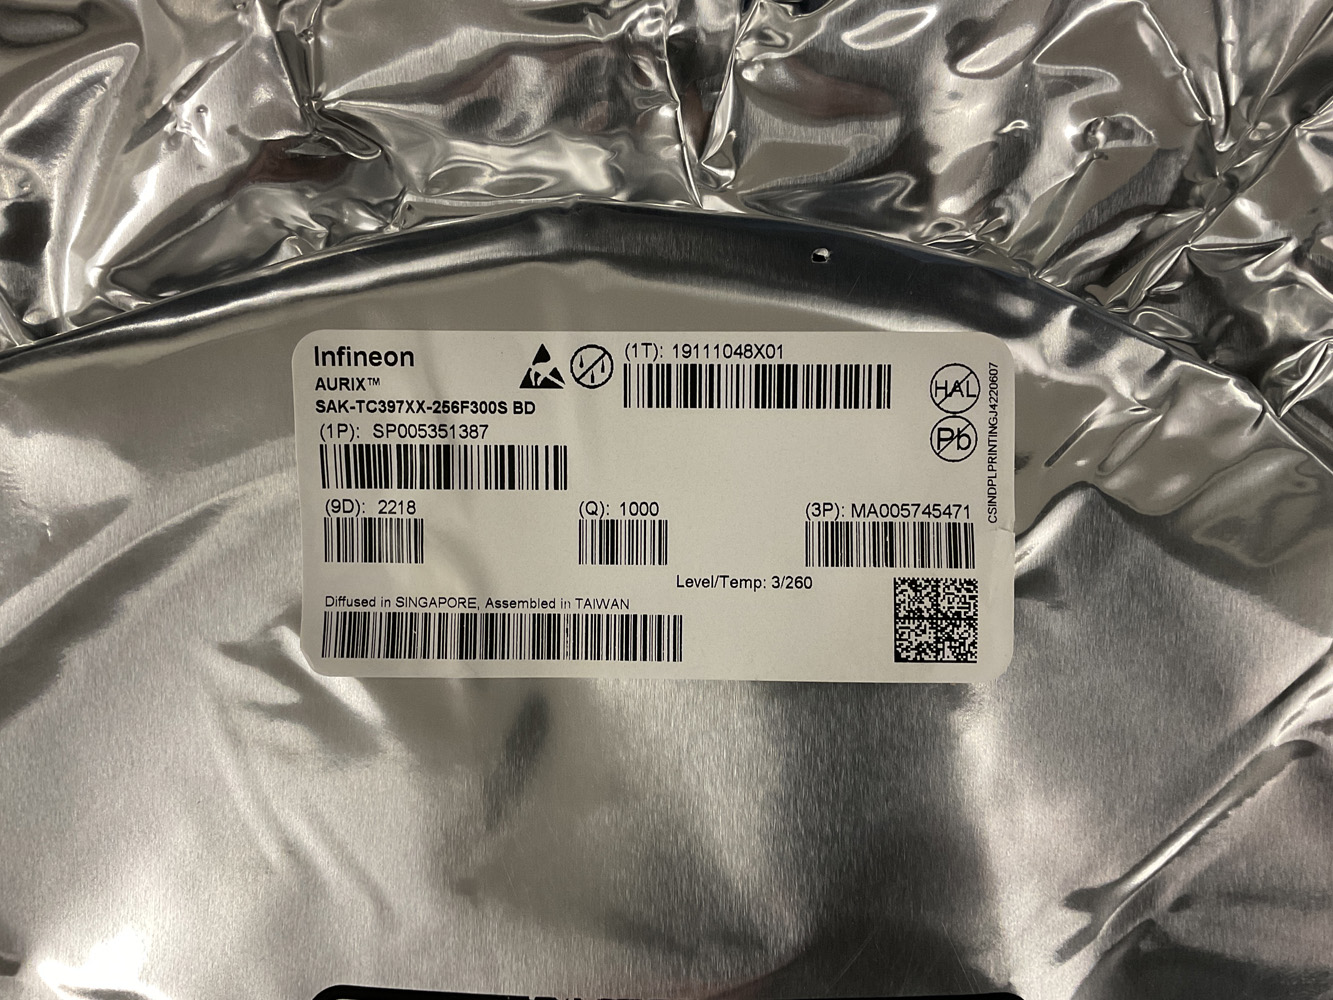 Infineon
AURIX™
SAK-TC397XX-256F300S BD
(1P): SP005351387
(1T): 19111048X01
HAL
Pb
CSINDPLPRINTINGJ4220607
(9D): 2218
(Q): 1000
(3P): MA005745471
Level/Temp: 3/260
Diffused in SINGAPORE, Assembled in TAIWAN